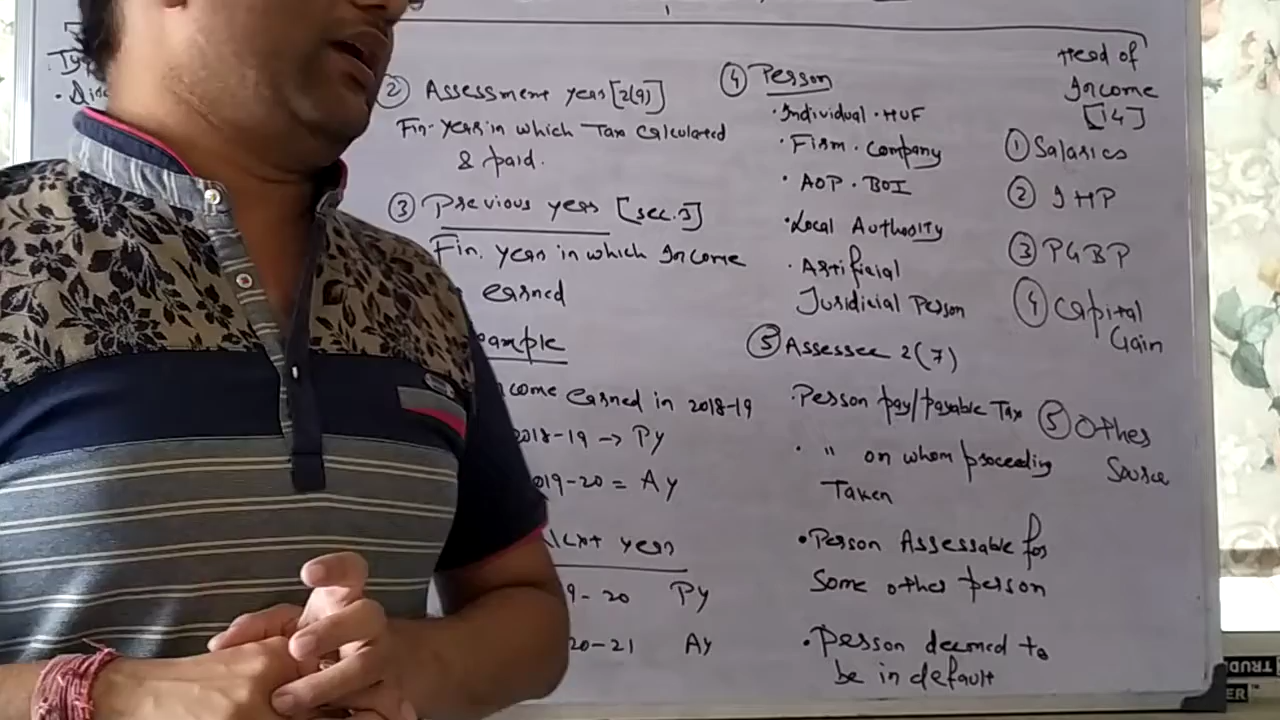 ② Assessment year [2(9)]
Fin. Year in which Tax Calculated
& paid.
③ Previous year [sec.3]
Fin. Year in which Income
earned
ample
come earned in 2018-19
2018-19 → PY
019-20 = AY
Next year
9-20 PY
20-21 AY
④ Person
• Individual • HUF
• Firm • Company
• AOP • BOI
• Local Authority
• Artificial
Juridicial Person
⑤ Assessee 2(7)
• Person pay/payable Tax
• " on whom proceeding
Taken
• Person Assessable for
Some other person
• Person deemed to
be in default
Head of
Income
[14]
① Salaries
② IHP
③ PGBP
④ Capital
Gain
⑤ Other
Source